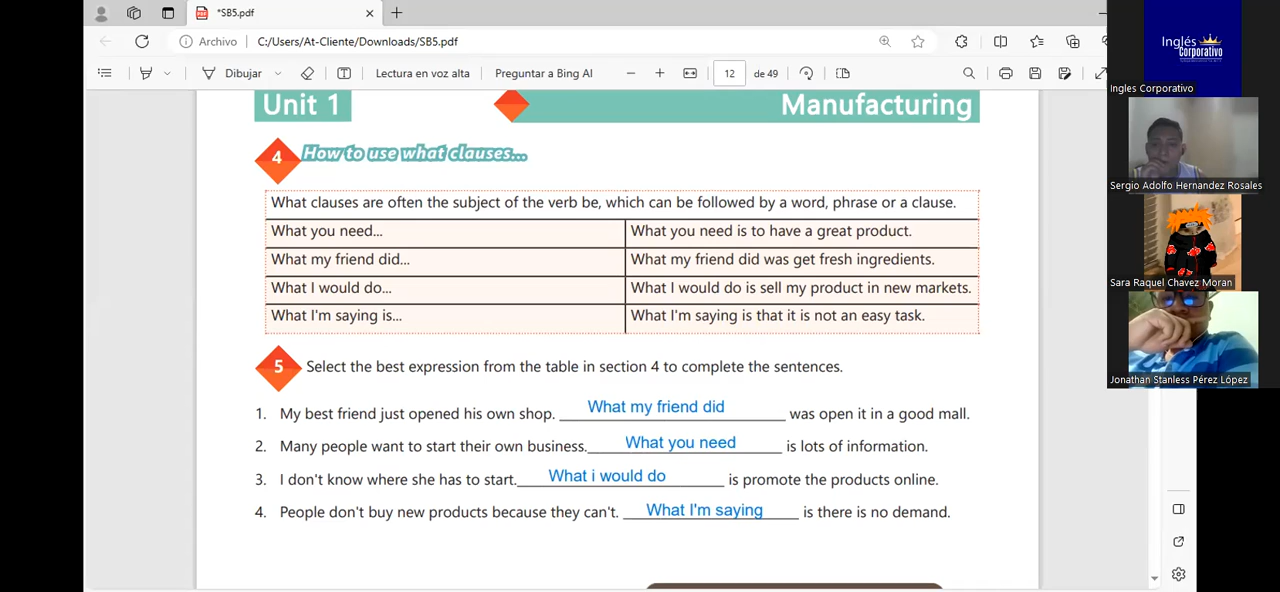 *SB5.pdf
Archivo C:/Users/At-Cliente/Downloads/SB5.pdf
Dibujar Lectura en voz alta Preguntar a Bing AI 12 de 49
Unit 1 Manufacturing
4 How to use what clauses...
What clauses are often the subject of the verb be, which can be followed by a word, phrase or a clause.
What you need... What you need is to have a great product.
What my friend did... What my friend did was get fresh ingredients.
What I would do... What I would do is sell my product in new markets.
What I'm saying is... What I'm saying is that it is not an easy task.
5 Select the best expression from the table in section 4 to complete the sentences.
1. My best friend just opened his own shop. What my friend did was open it in a good mall.
2. Many people want to start their own business. What you need is lots of information.
3. I don't know where she has to start. What i would do is promote the products online.
4. People don't buy new products because they can't. What I'm saying is there is no demand.
Inglés
Corporativo
Ingles Corporativo
Sergio Adolfo Hernandez Rosales
Sara Raquel Chavez Moran
Jonathan Stanless Pérez López